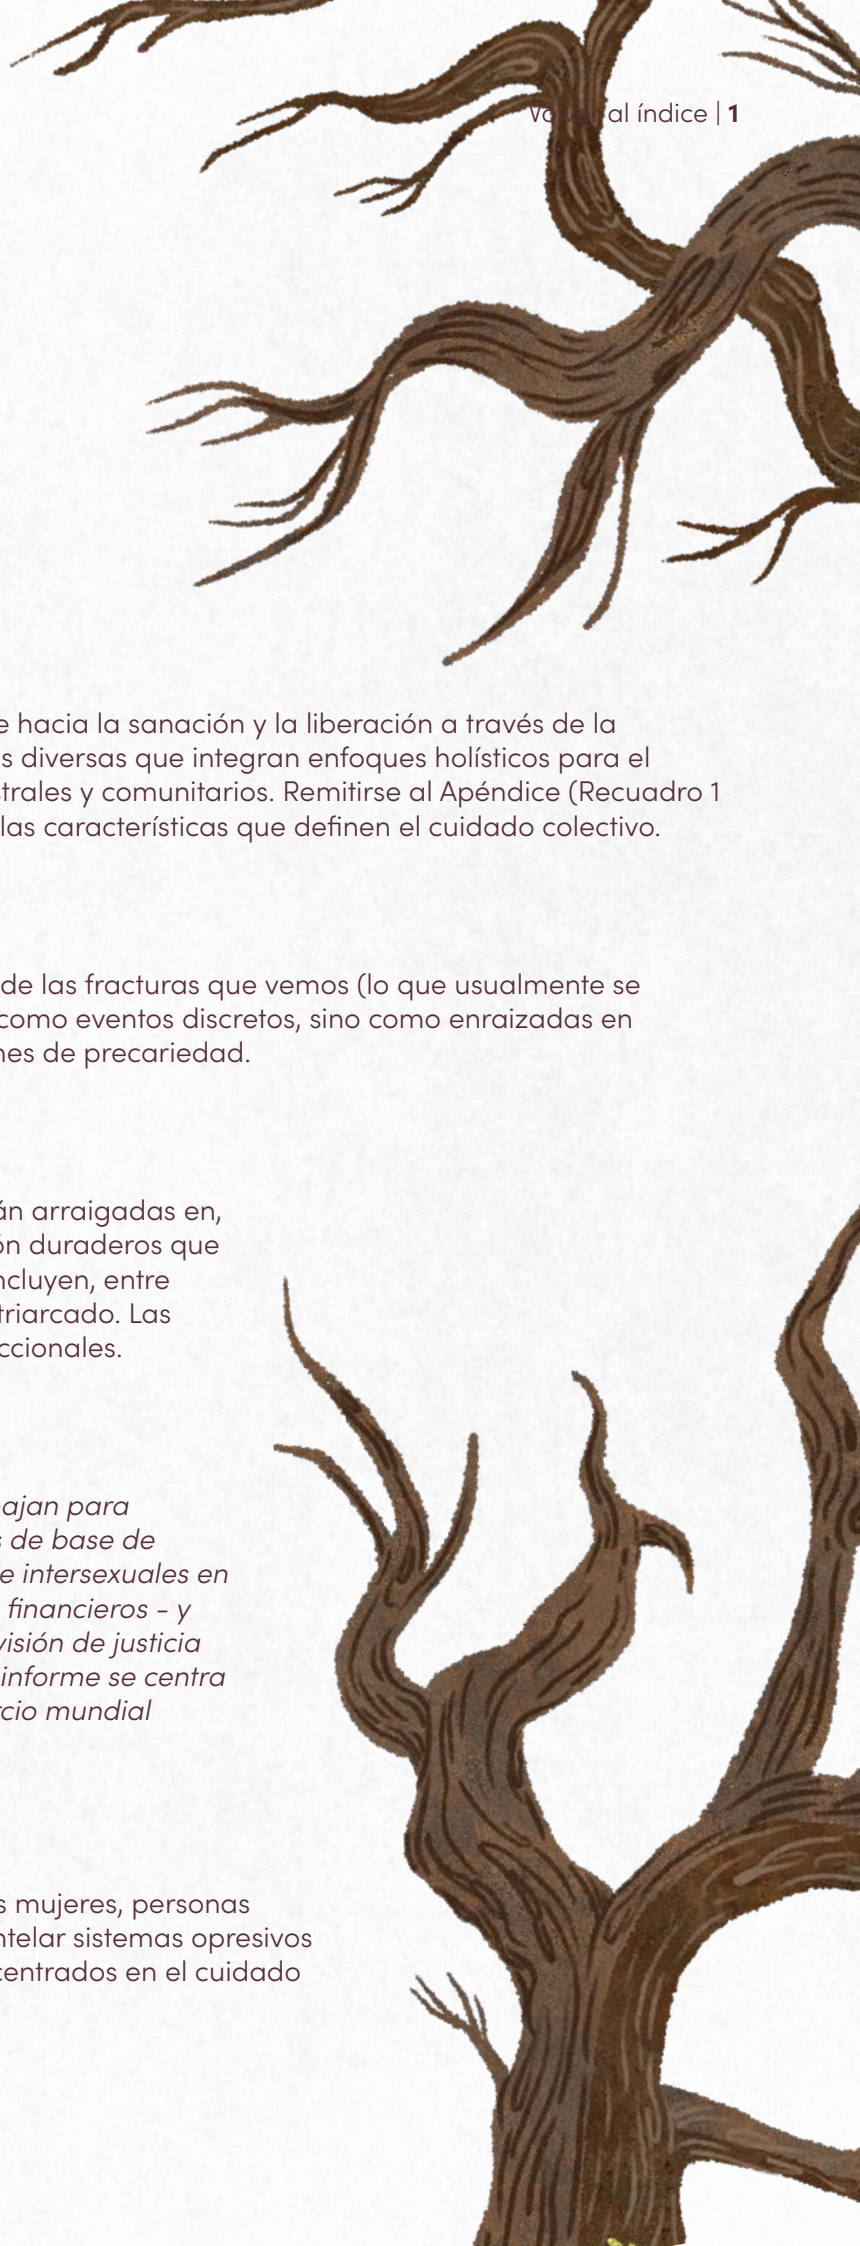 Volver al índice | 1
e hacia la sanación y la liberación a través de la
s diversas que integran enfoques holísticos para el
strales y comunitarios. Remitirse al Apéndice (Recuadro 1
las características que definen el cuidado colectivo.
de las fracturas que vemos (lo que usualmente se
como eventos discretos, sino como enraizadas en
nes de precariedad.
án arraigadas en,
ón duraderos que
ncluyen, entre
triarcado. Las
ccionales.
bajan para
s de base de
e intersexuales en
financieros - y
visión de justicia
informe se centra
rcio mundial
s mujeres, personas
ntelar sistemas opresivos
centrados en el cuidado